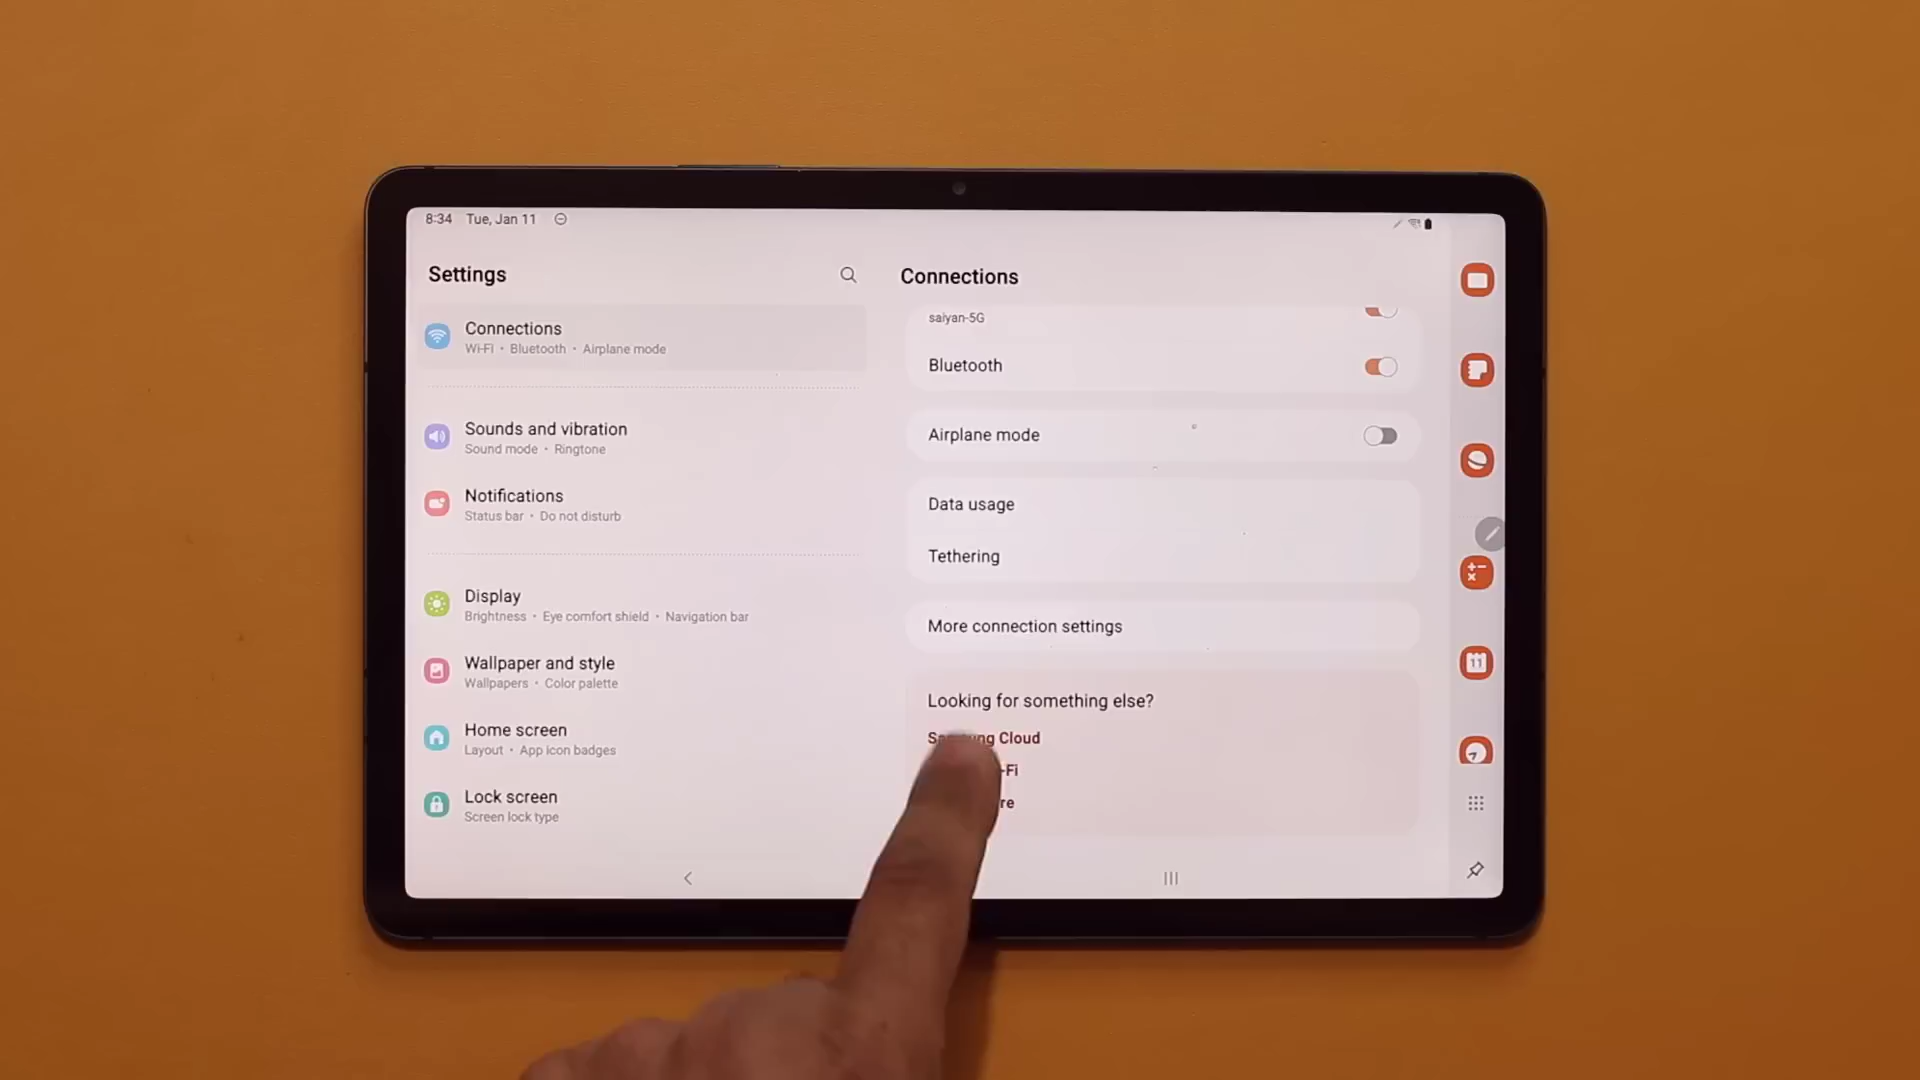 8:34 Tue, Jan 11
Settings
Connections
Wi-Fi • Bluetooth • Airplane mode
Sounds and vibration
Sound mode • Ringtone
Notifications
Status bar • Do not disturb
Display
Brightness • Eye comfort shield • Navigation bar
Wallpaper and style
Wallpapers • Color palette
Home screen
Layout • App icon badges
Lock screen
Screen lock type
Connections
saiyan-5G
Bluetooth
Airplane mode
Data usage
Tethering
More connection settings
Looking for something else?
Samsung Cloud
11